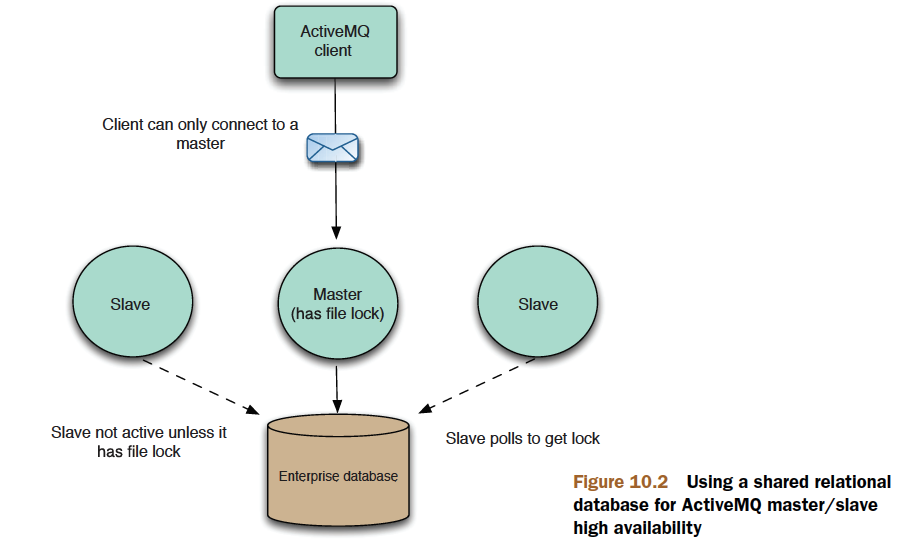 ActiveMQ
client
Client can only connect to a
master
Slave
Master
(has file lock)
Slave
Slave not active unless it
has file lock
Slave polls to get lock
Enterprise database
Figure 10.2 Using a shared relational
database for ActiveMQ master/slave
high availability